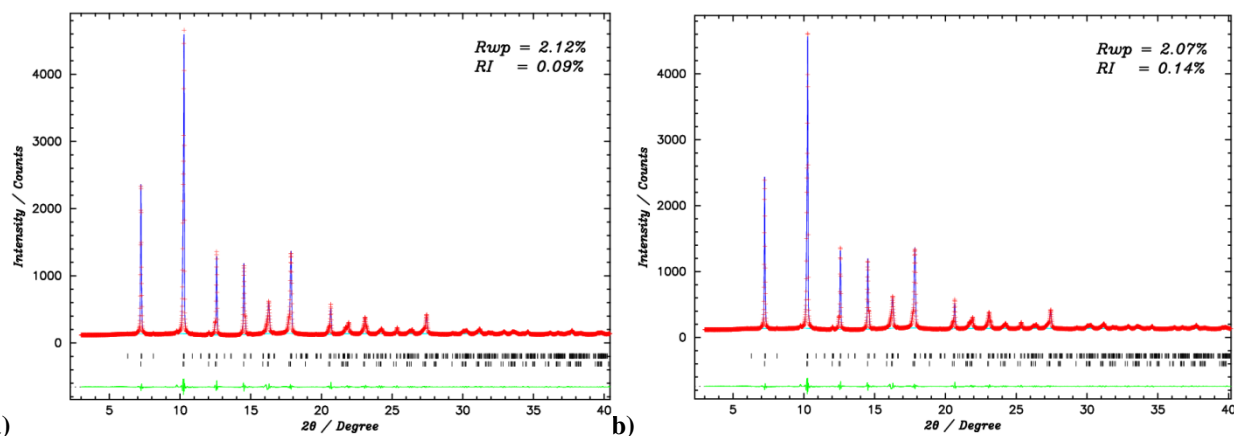 Rwp = 2.12%
RI = 0.09%
Intensity / Counts
4000
3000
2000
1000
0
5 10 15 20 25 30 35 40
2θ / Degree
)
b)
Rwp = 2.07%
RI = 0.14%
Intensity / Counts
4000
3000
2000
1000
0
5 10 15 20 25 30 35 40
2θ / Degree